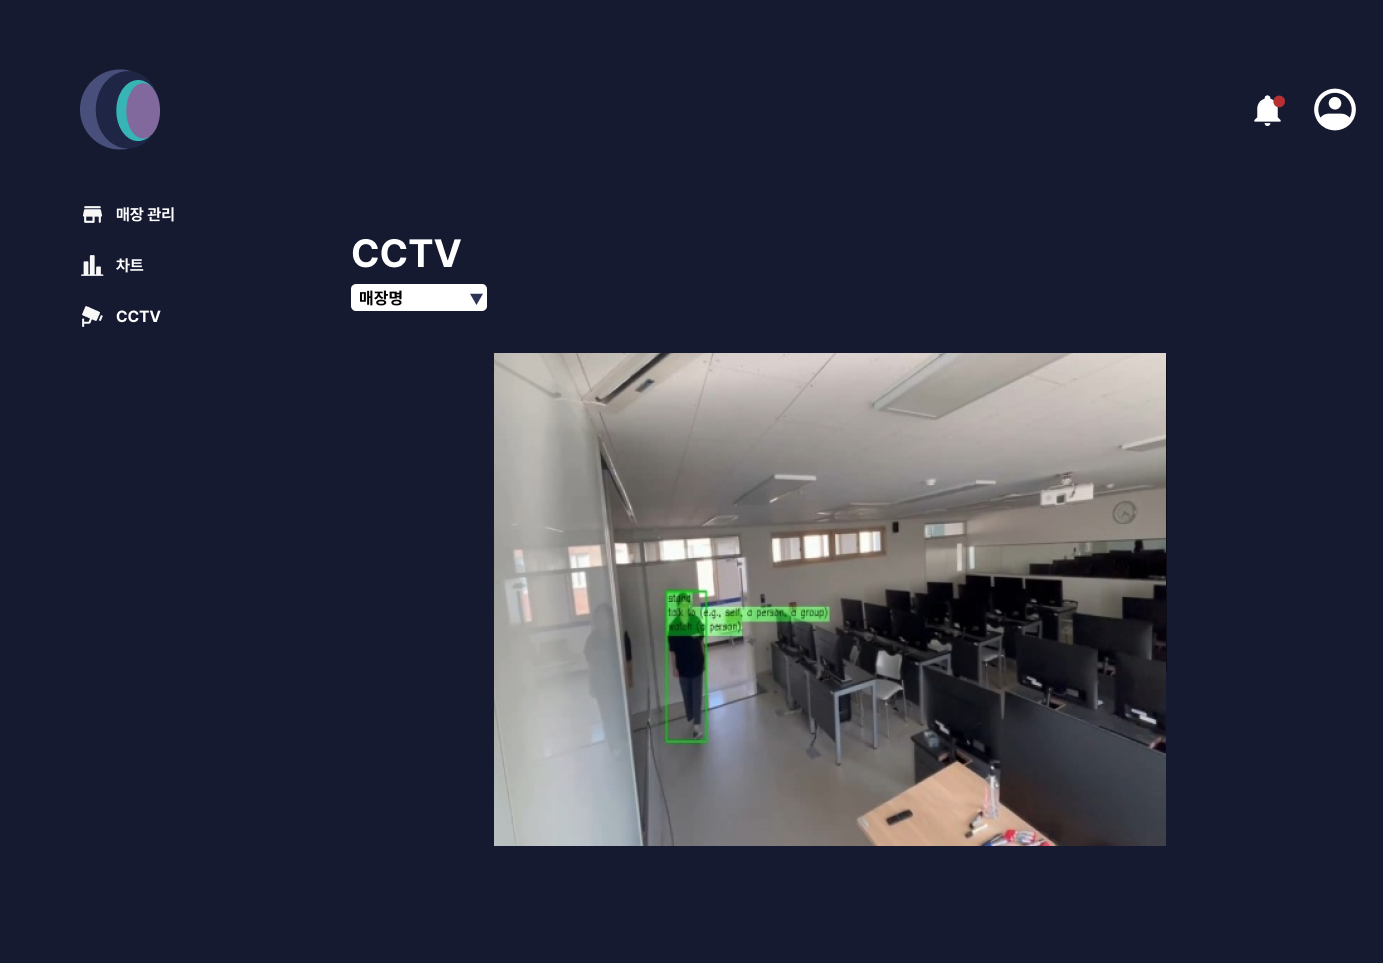 매장 관리
차트
CCTV
CCTV
매장명
stand
talk to (e.g., self, a person, a group)
watch (a person)